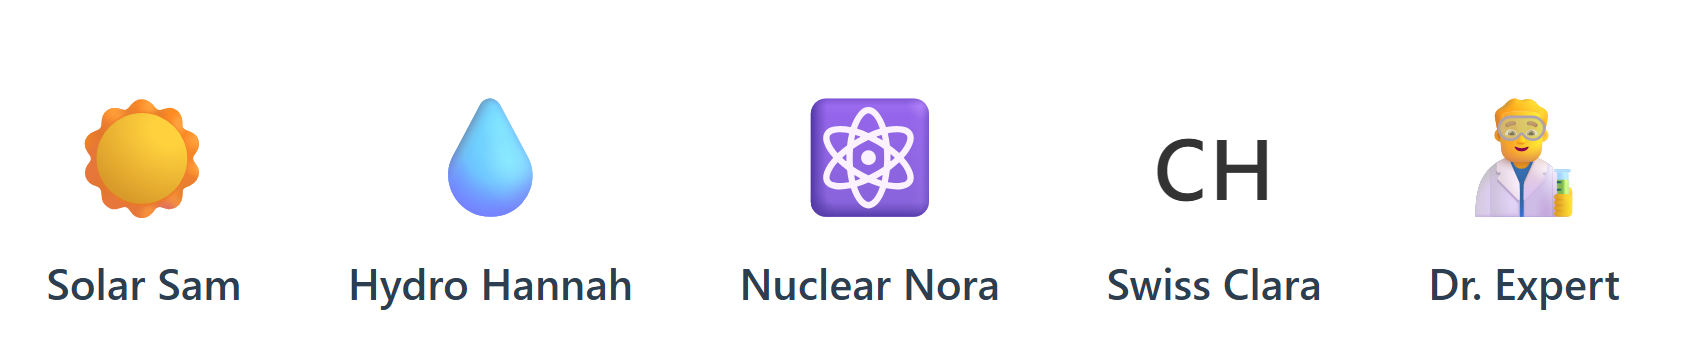 CH
Solar Sam
Hydro Hannah
Nuclear Nora
Swiss Clara
Dr. Expert